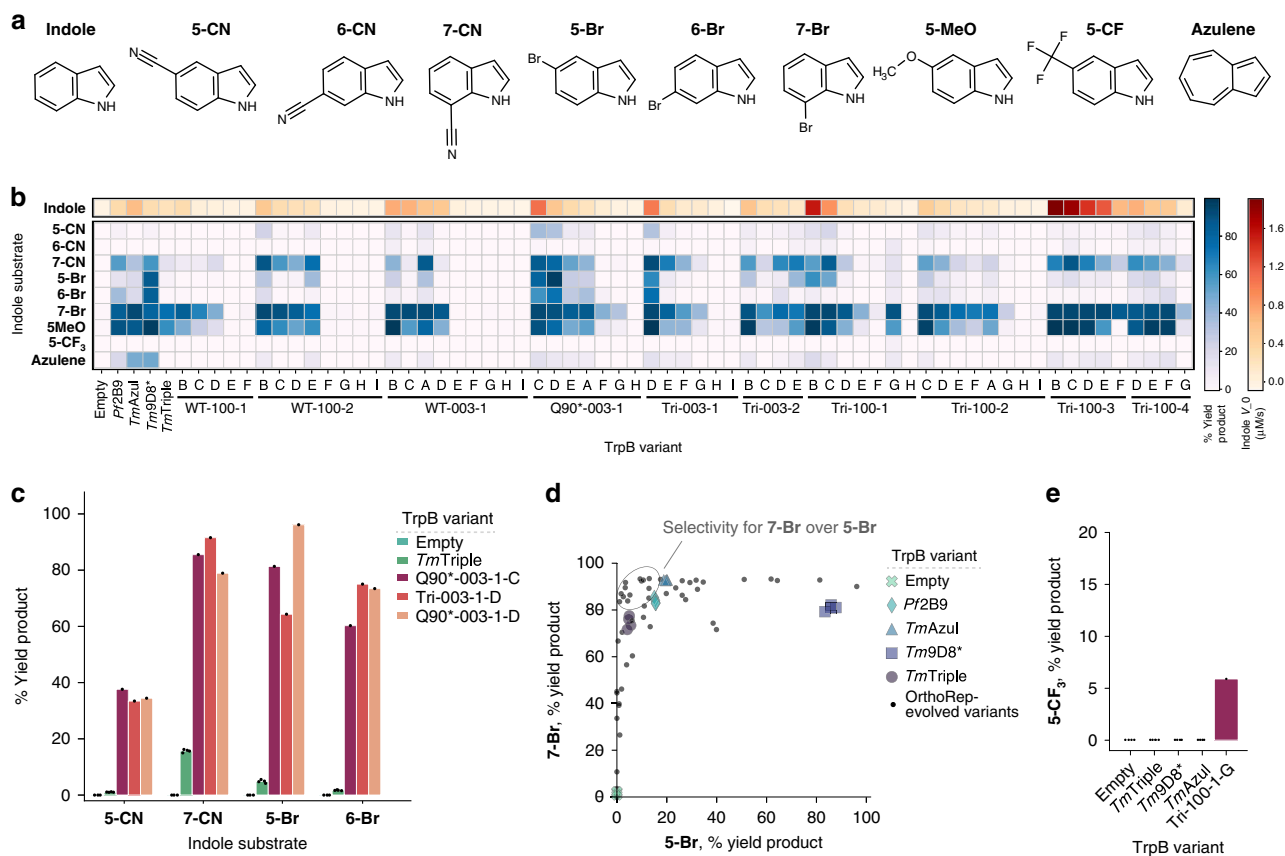 a
Indole 5-CN 6-CN 7-CN 5-Br 6-Br 7-Br 5-MeO 5-CF Azulene
NH
N NH
N NH
NH N
Br NH
Br NH
NH Br
H₃C O NH
F F F NH
b
Indole substrate
Indole
5-CN
6-CN
7-CN
5-Br
6-Br
7-Br
5MeO
5-CF₃
Azulene
Empty Pf2B9 TmAzul Tm9D8* TmTriple
B C D E F B C D E F G H I B C A D E F G H I C D E A F G H D E F G H I B C D E B C D E F G H B C D E F A G H I B C D E F D E F G
WT-100-1 WT-100-2 WT-003-1 Q90*-003-1 Tri-003-1 Tri-003-2 Tri-100-1 Tri-100-2 Tri-100-3 Tri-100-4
TrpB variant
80
60
40
20
0
% Yield product
1.6
1.2
0.8
0.4
0.0
Indole V_0 (μM/s)
c
% Yield product
100
80
60
40
20
0
5-CN 7-CN 5-Br 6-Br
Indole substrate
TrpB variant
Empty
TmTriple
Q90*-003-1-C
Tri-003-1-D
Q90*-003-1-D
d
Selectivity for 7-Br over 5-Br
7-Br, % yield product
100
80
60
40
20
0
0 20 40 60 80 100
5-Br, % yield product
TrpB variant
Empty
Pf2B9
TmAzul
Tm9D8*
TmTriple
OrthoRep-
evolved variants
e
5-CF₃, % yield product
20
15
10
5
0
Empty
TmTriple
Tm9D8*
TmAzul
Tri-100-1-G
TrpB variant